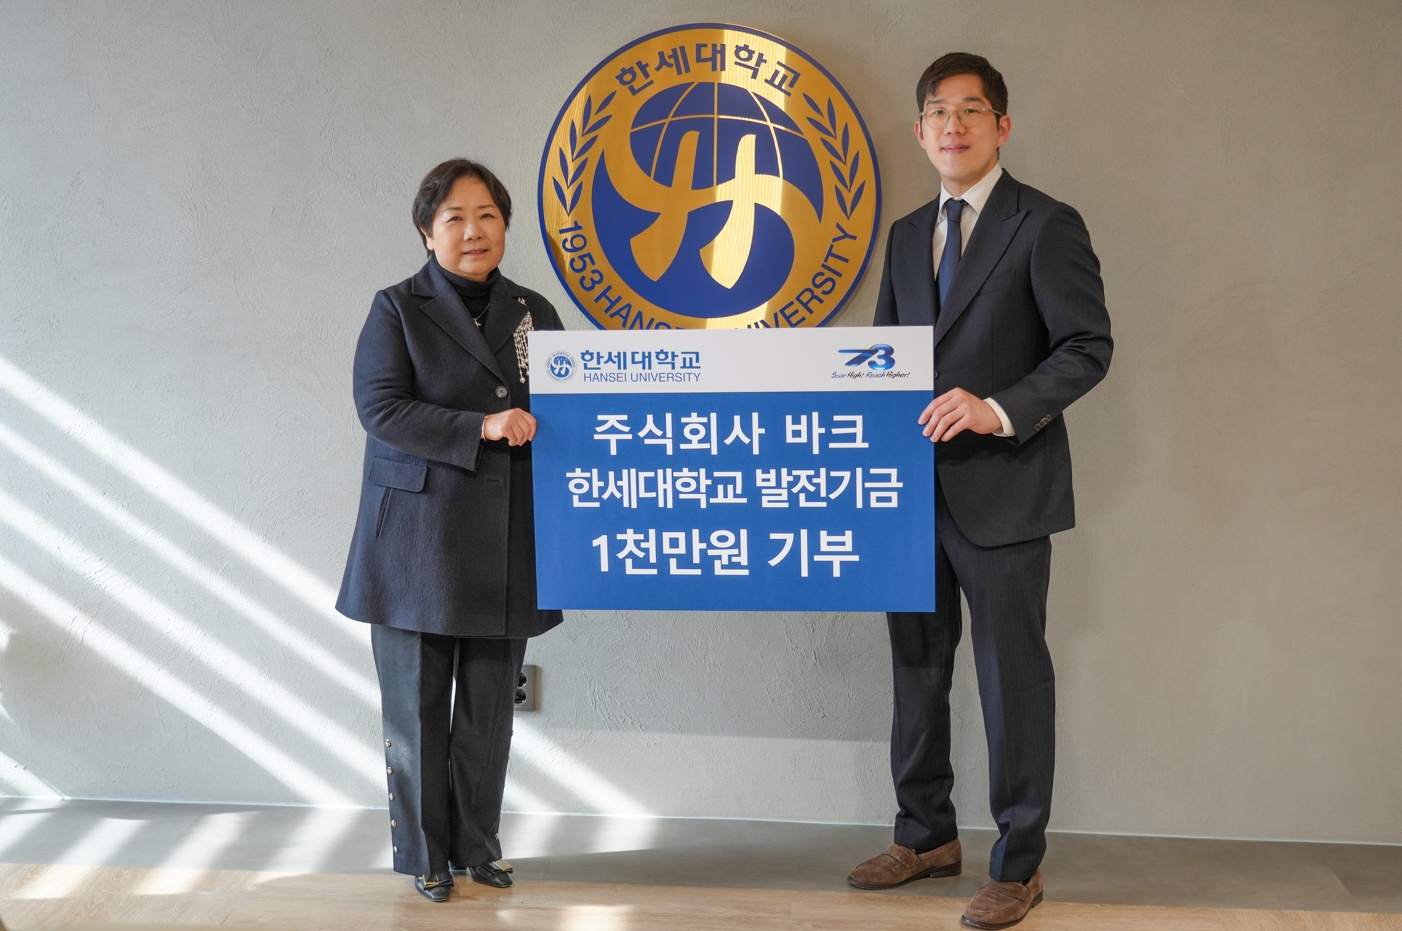 한세대학교
1953 HANSEI UNIVERSITY
한세대학교
HANSEI UNIVERSITY
73
Soar High! Reach Higher!
주식회사 바크
한세대학교 발전기금
1천만원 기부